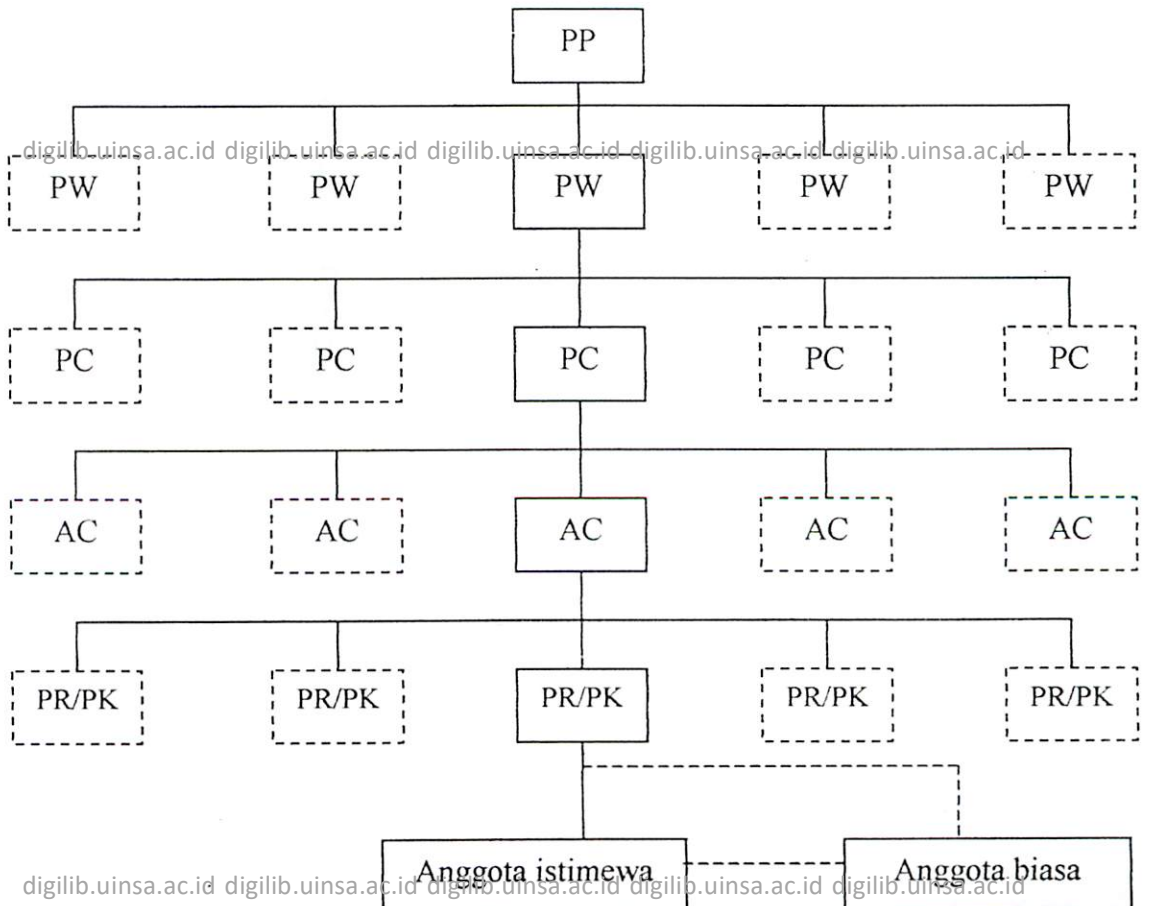 PP
digilib.uinsa.ac.id digilib.uinsa.ac.id digilib.uinsa.ac.id digilib.uinsa.ac.id digilib.uinsa.ac.id
PW PW PW PW PW
PC PC PC PC PC
AC AC AC AC AC
PR/PK PR/PK PR/PK PR/PK PR/PK
Anggota istimewa Anggota biasa
digilib.uinsa.ac.id digilib.uinsa.ac.id digilib.uinsa.ac.id digilib.uinsa.ac.id digilib.uinsa.ac.id